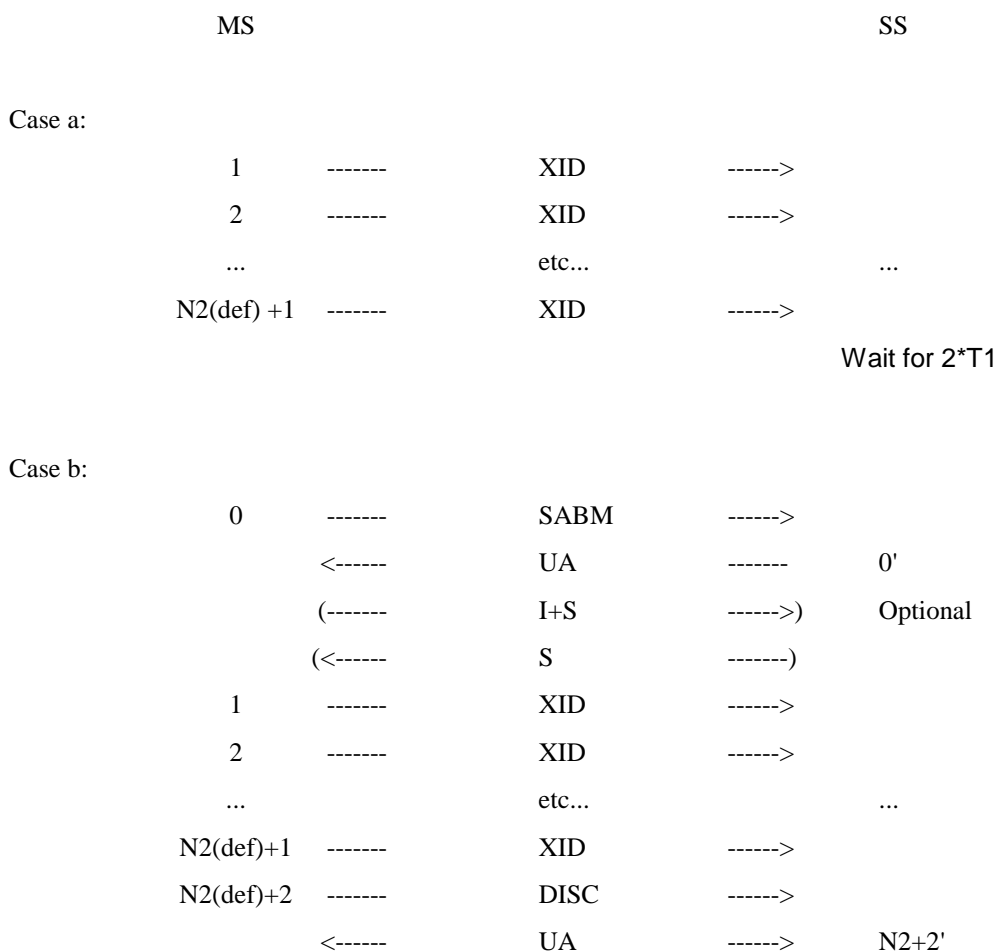 MS SS
Case a:
1 ------- XID ------>
2 ------- XID ------>
... etc... ...
N2(def) +1 ------- XID ------>
Wait for 2*T1
Case b:
0 ------- SABM ------>
<------ UA ------- 0'
(------- I+S ------>) Optional
(<------ S -------)
1 ------- XID ------>
2 ------- XID ------>
... etc... ...
N2(def)+1 ------- XID ------>
N2(def)+2 ------- DISC ------>
<------ UA ------> N2+2'